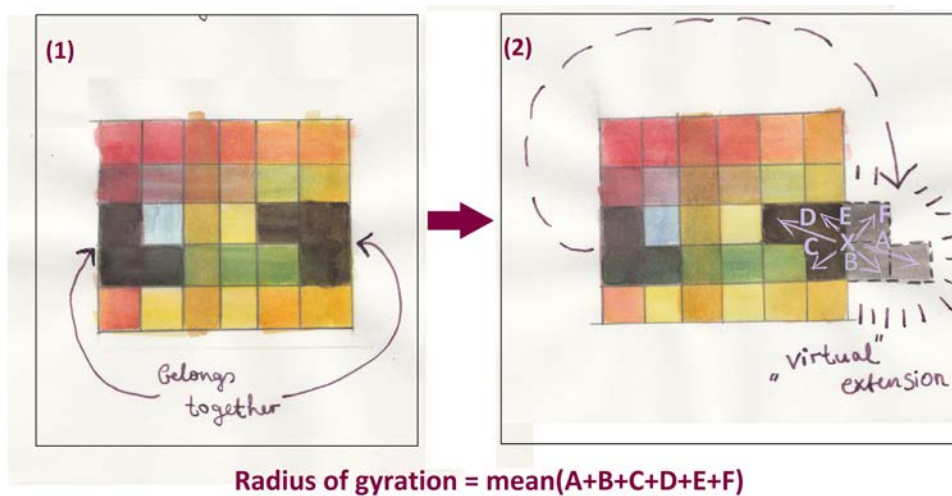 (1)
belongs
together
(2)
D E F
C X A
B
"virtual"
extension
Radius of gyration = mean(A+B+C+D+E+F)